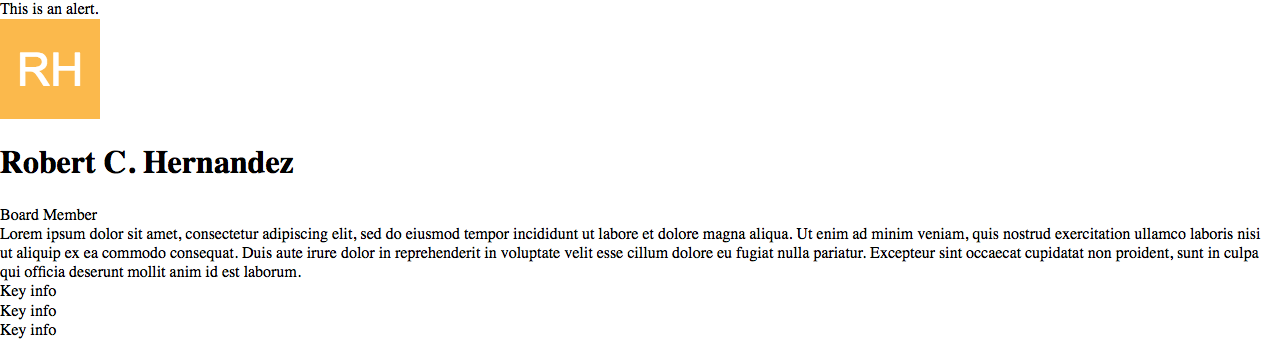 This is an alert.
RH
Robert C. Hernandez
Board Member
Lorem ipsum dolor sit amet, consectetur adipiscing elit, sed do eiusmod tempor incididunt ut labore et dolore magna aliqua. Ut enim ad minim veniam, quis nostrud exercitation ullamco laboris nisi
ut aliquip ex ea commodo consequat. Duis aute irure dolor in reprehenderit in voluptate velit esse cillum dolore eu fugiat nulla pariatur. Excepteur sint occaecat cupidatat non proident, sunt in culpa
qui officia deserunt mollit anim id est laborum.
Key info
Key info
Key info